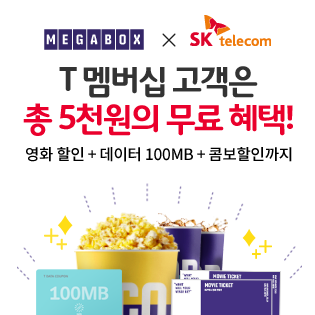 MEGABOX × SK telecom
T 멤버십 고객은
총 5천원의 무료 혜택!
영화 할인 + 데이터 100MB + 콤보할인까지
MOVIE TICKET
MOVIE TICKET
100MB